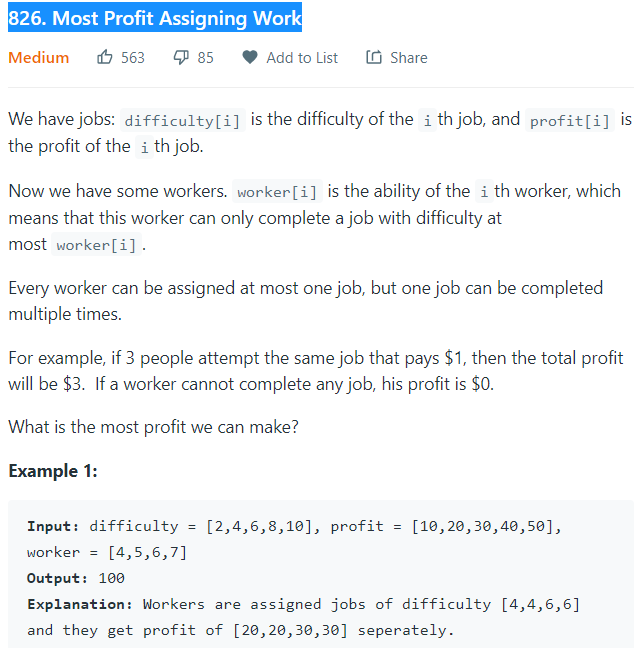 826. Most Profit Assigning Work
Medium 563 85 Add to List Share
We have jobs: difficulty[i] is the difficulty of the i th job, and profit[i] is
the profit of the i th job.
Now we have some workers. worker[i] is the ability of the i th worker, which
means that this worker can only complete a job with difficulty at
most worker[i] .
Every worker can be assigned at most one job, but one job can be completed
multiple times.
For example, if 3 people attempt the same job that pays $1, then the total profit
will be $3.  If a worker cannot complete any job, his profit is $0.
What is the most profit we can make?
Example 1:
Input: difficulty = [2,4,6,8,10], profit = [10,20,30,40,50],
worker = [4,5,6,7]
Output: 100
Explanation: Workers are assigned jobs of difficulty [4,4,6,6]
and they get profit of [20,20,30,30] seperately.